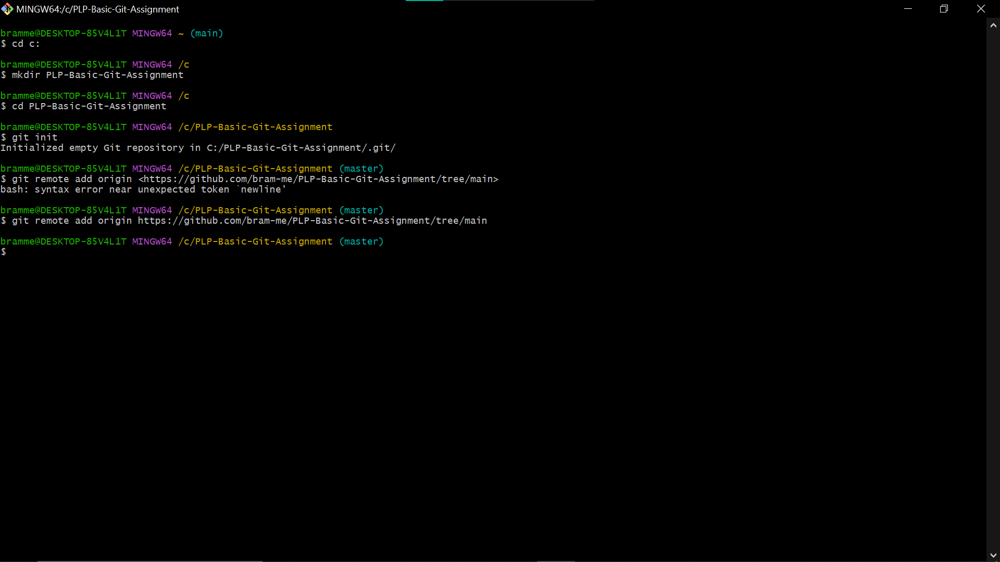 MINGW64:/c/PLP-Basic-Git-Assignment
bramme@DESKTOP-85V4L1T MINGW64 ~ (main)
$ cd c:
bramme@DESKTOP-85V4L1T MINGW64 /c
$ mkdir PLP-Basic-Git-Assignment
bramme@DESKTOP-85V4L1T MINGW64 /c
$ cd PLP-Basic-Git-Assignment
bramme@DESKTOP-85V4L1T MINGW64 /c/PLP-Basic-Git-Assignment
$ git init
Initialized empty Git repository in C:/PLP-Basic-Git-Assignment/.git/
bramme@DESKTOP-85V4L1T MINGW64 /c/PLP-Basic-Git-Assignment (master)
$ git remote add origin <https://github.com/bram-me/PLP-Basic-Git-Assignment/tree/main>
bash: syntax error near unexpected token `newline'
bramme@DESKTOP-85V4L1T MINGW64 /c/PLP-Basic-Git-Assignment (master)
$ git remote add origin https://github.com/bram-me/PLP-Basic-Git-Assignment/tree/main
bramme@DESKTOP-85V4L1T MINGW64 /c/PLP-Basic-Git-Assignment (master)
$